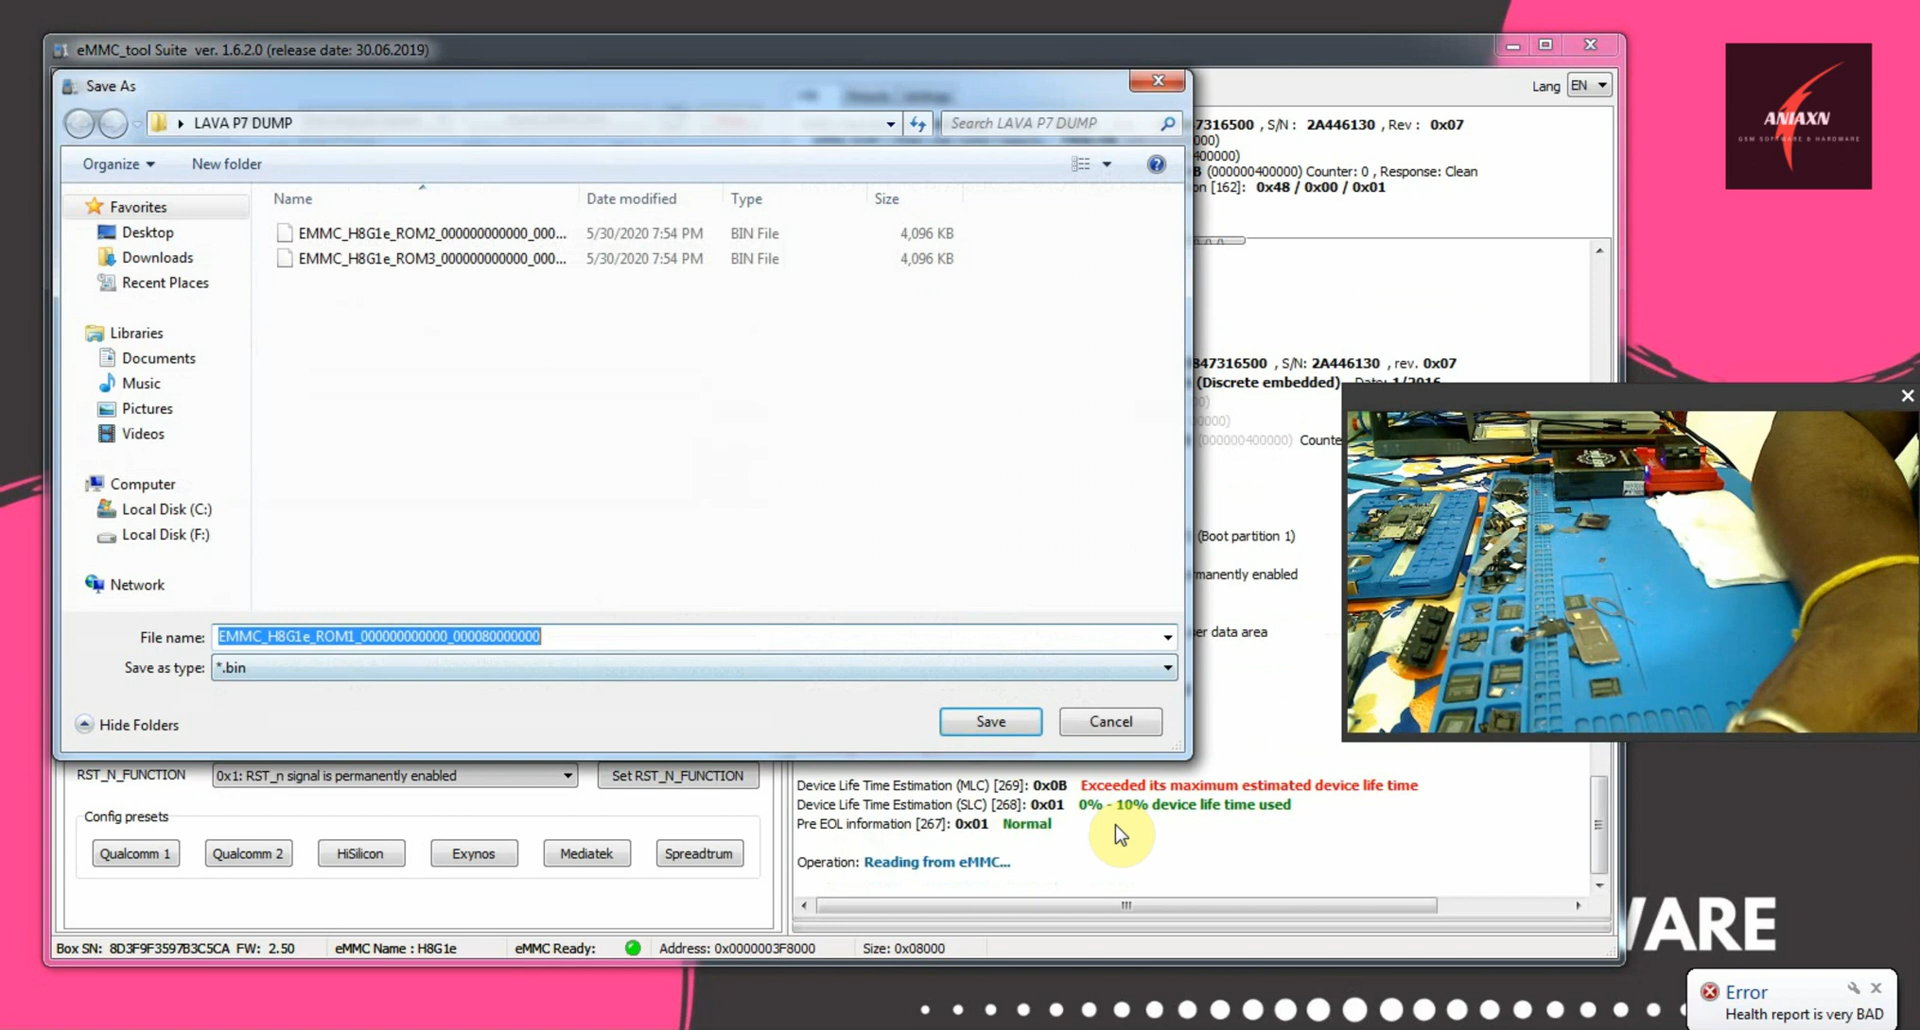 eMMC_tool Suite ver. 1.6.2.0 (release date: 30.06.2019)
Save As
Lang EN
LAVA P7 DUMP
Search LAVA P7 DUMP
Organize
New folder
Name
Date modified
Type
Size
EMMC_H8G1e_ROM2_000000000000_000...
5/30/2020 7:54 PM
BIN File
4,096 KB
EMMC_H8G1e_ROM3_000000000000_000...
5/30/2020 7:54 PM
BIN File
4,096 KB
Favorites
Desktop
Downloads
Recent Places
Libraries
Documents
Music
Pictures
Videos
Computer
Local Disk (C:)
Local Disk (F:)
Network
File name: EMMC_H8G1e_ROM1_000000000000_000080000000
Save as type: *.bin
Hide Folders
Save
Cancel
7316500 , S/N : 2A446130 , Rev : 0x07
000)
400000)
B (000000400000) Counter: 0 , Response: Clean
on [162]: 0x48 / 0x00 / 0x01
847316500 , S/N: 2A446130 , rev. 0x07
(Discrete embedded)
(000000400000) Counte
(Boot partition 1)
manently enabled
er data area
RST_N_FUNCTION
0x1: RST_n signal is permanently enabled
Set RST_N_FUNCTION
Config presets
Qualcomm 1
Qualcomm 2
HiSilicon
Exynos
Mediatek
Spreadtrum
Device Life Time Estimation (MLC) [269]: 0x0B Exceeded its maximum estimated device life time
Device Life Time Estimation (SLC) [268]: 0x01 0% - 10% device life time used
Pre EOL information [267]: 0x01 Normal
Operation: Reading from eMMC...
Box SN: 8D3F9F3597B3C5CA FW: 2.50
eMMC Name : H8G1e
eMMC Ready:
Address: 0x0000003F8000
Size: 0x08000
ANIAXN
GSM SOFTWARE & HARDWARE
WARE
Error
Health report is very BAD